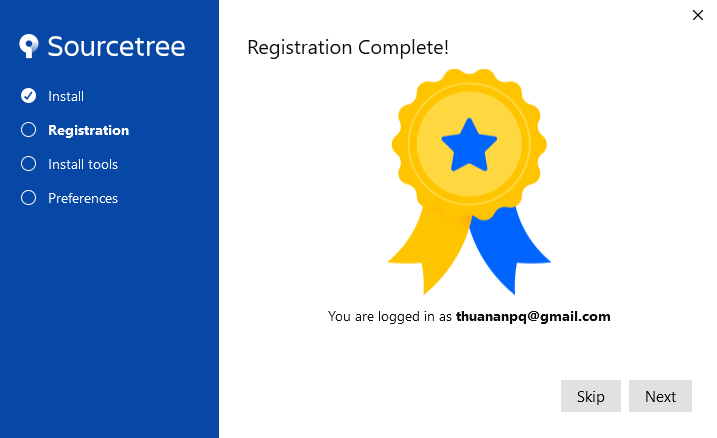 Sourcetree
Install
Registration
Install tools
Preferences
Registration Complete!
You are logged in as thuananpq@gmail.com
Skip
Next